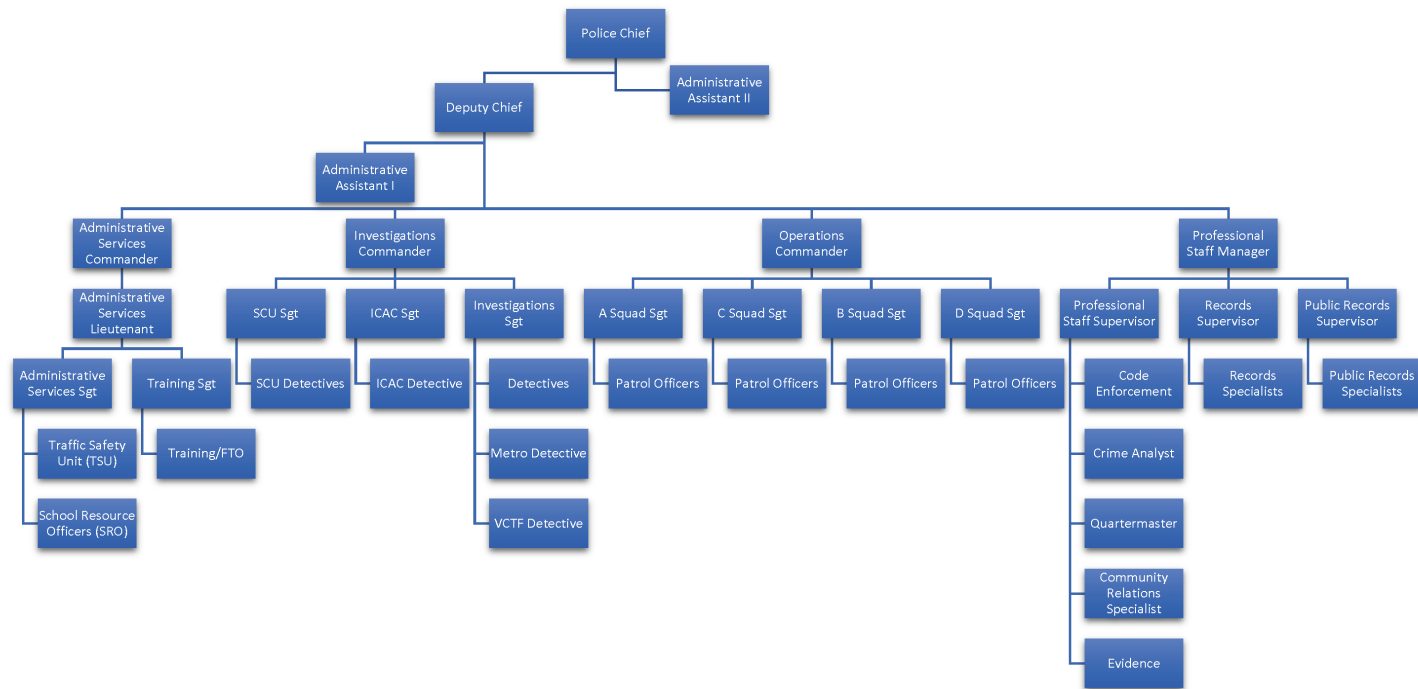 Police Chief
Administrative
Assistant II
Deputy Chief
Administrative
Assistant I
Administrative
Services
Commander
Investigations
Commander
Operations
Commander
Professional
Staff Manager
Administrative
Services
Lieutenant
SCU Sgt
ICAC Sgt
Investigations
Sgt
A Squad Sgt
C Squad Sgt
B Squad Sgt
D Squad Sgt
Professional
Staff Supervisor
Records
Supervisor
Public Records
Supervisor
Administrative
Services Sgt
Training Sgt
SCU Detectives
ICAC Detective
Detectives
Patrol Officers
Patrol Officers
Patrol Officers
Patrol Officers
Code
Enforcement
Records
Specialists
Public Records
Specialists
Traffic Safety
Unit (TSU)
Training/FTO
Metro Detective
Crime Analyst
School Resource
Officers (SRO)
VCTF Detective
Quartermaster
Community
Relations
Specialist
Evidence